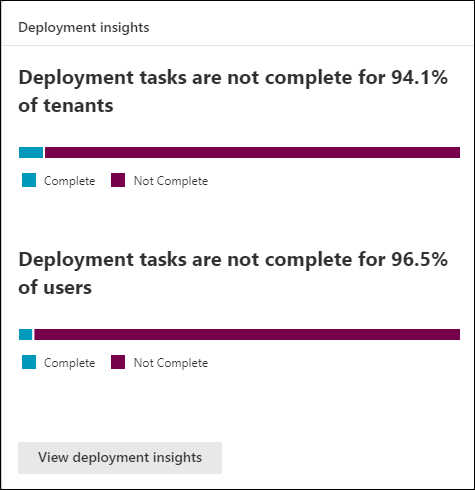 Deployment insights
Deployment tasks are not complete for 94.1%
of tenants
Complete Not Complete
Deployment tasks are not complete for 96.5%
of users
Complete Not Complete
View deployment insights